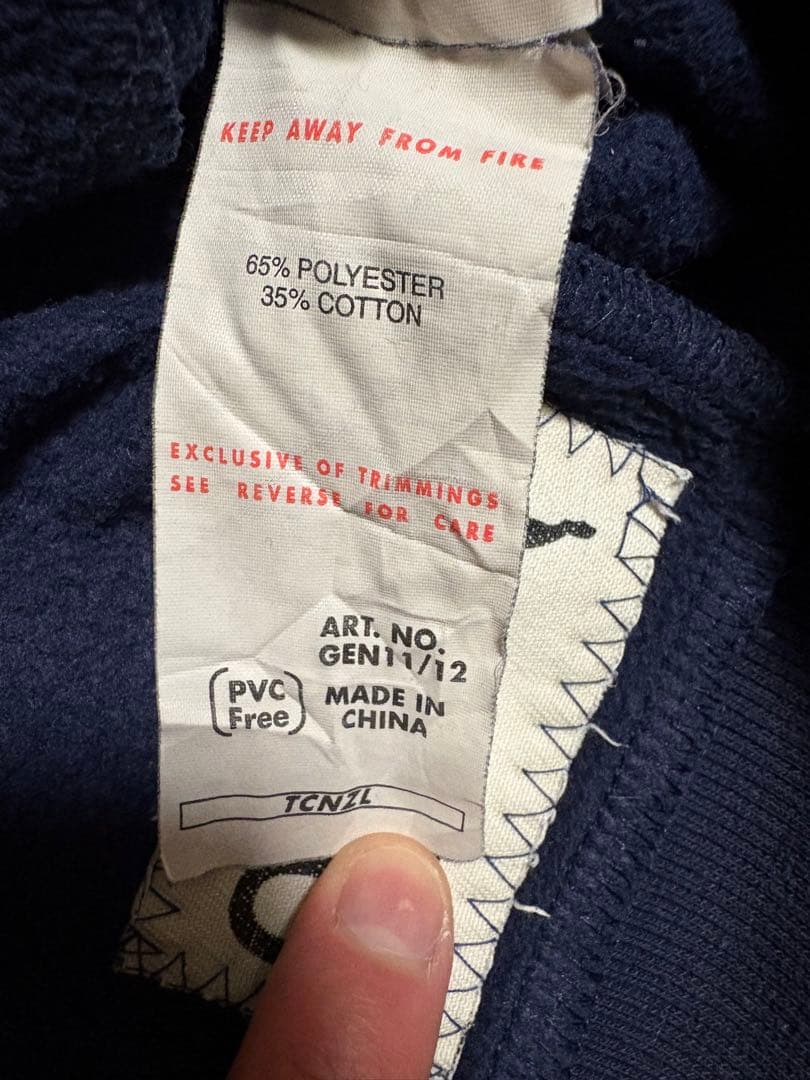 KEEP AWAY FROM FIRE
65% POLYESTER
35% COTTON
EXCLUSIVE OF TRIMMINGS
SEE REVERSE FOR CARE
ART. NO.
GEN11/12
PVC
Free
MADE IN
CHINA
TCNZL